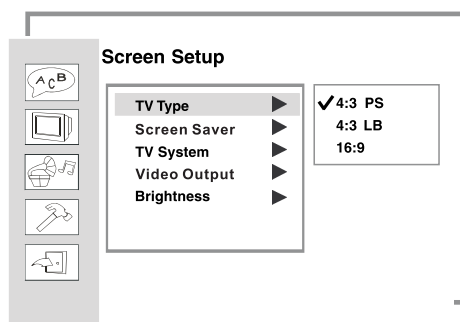 Screen Setup
A C B
TV Type
4:3 PS
Screen Saver
4:3 LB
TV System
16:9
Video Output
Brightness